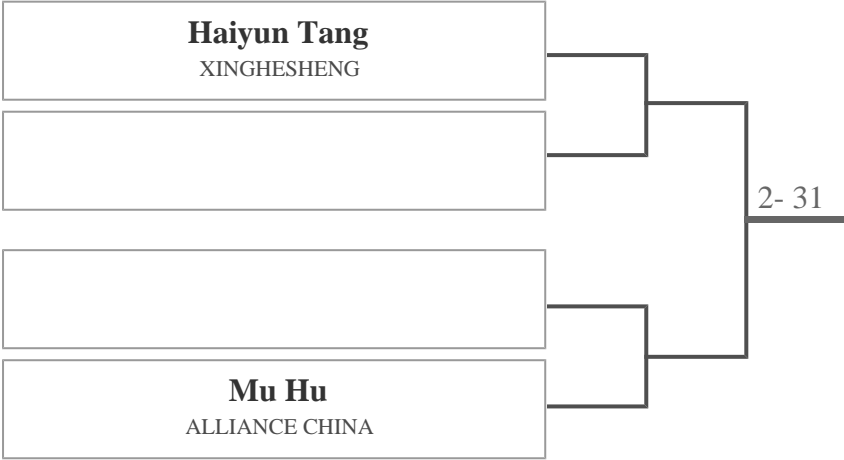 Haiyun Tang
XINGHESHENG
2- 31
Mu Hu
ALLIANCE CHINA